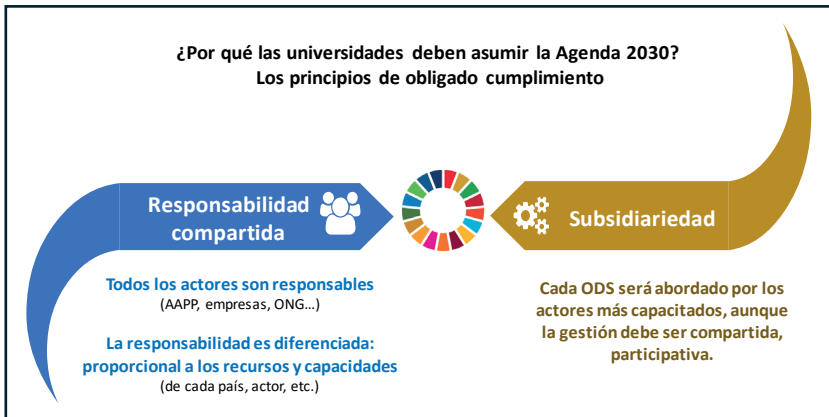 ¿Por qué las universidades deben asumir la Agenda 2030?
Los principios de obligado cumplimiento
Responsabilidad
compartida
Todos los actores son responsables
(AAPP, empresas, ONG...)
La responsabilidad es diferenciada:
proporcional a los recursos y capacidades
(de cada país, actor, etc.)
Subsidiariedad
Cada ODS será abordado por los
actores más capacitados, aunque
la gestión debe ser compartida,
participativa.